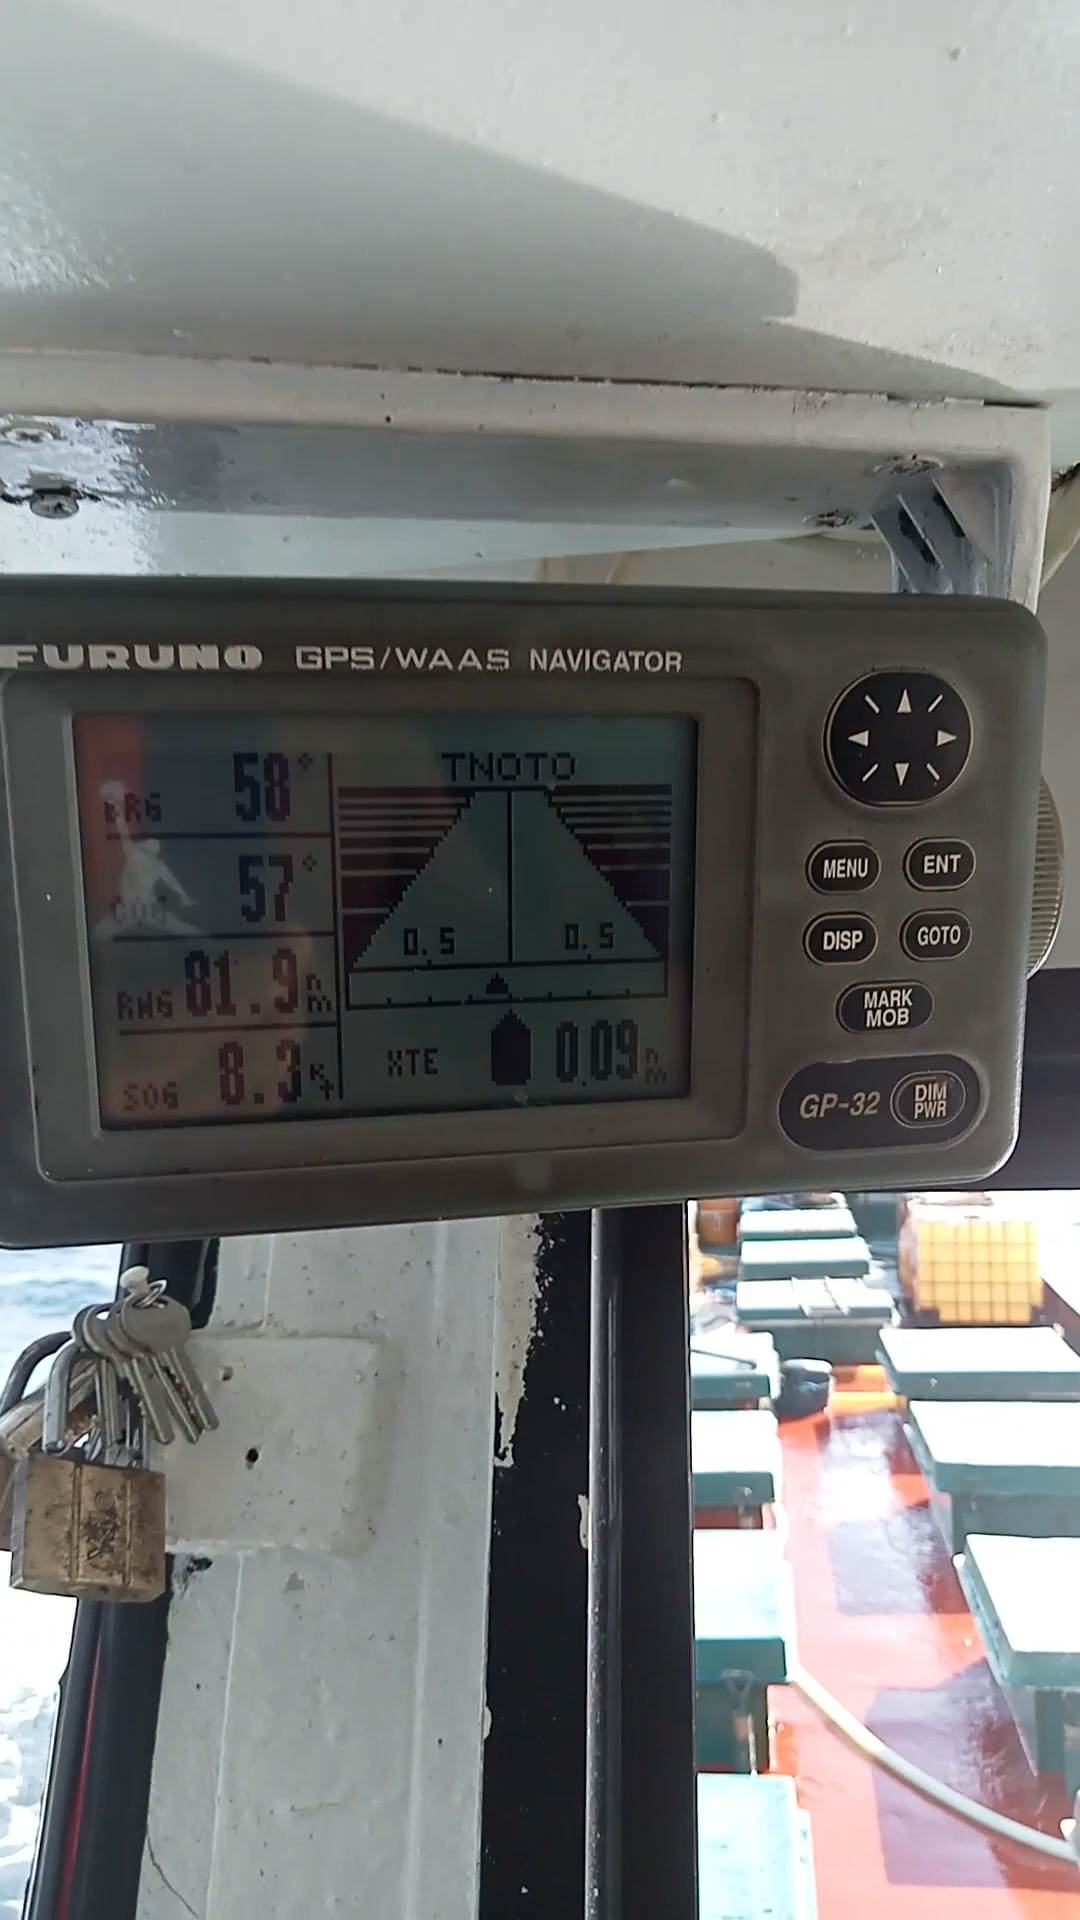 FURUNO GPS/WAAS NAVIGATOR
BRG 58°
COG 57°
RNG 81.9 nm
SOG 8.3 kt
TNOTO
0.5 0.5
XTE 0.09 nm
MENU ENT
DISP GOTO
MARK
MOB
GP-32 DIM
PWR